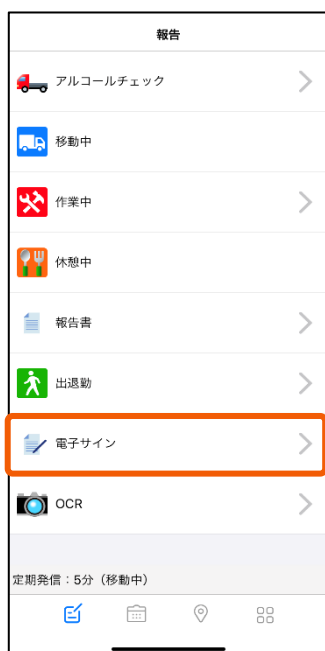 報告
アルコールチェック
移動中
作業中
休憩中
報告書
出退勤
電子サイン
OCR
定期発信：5分（移動中）